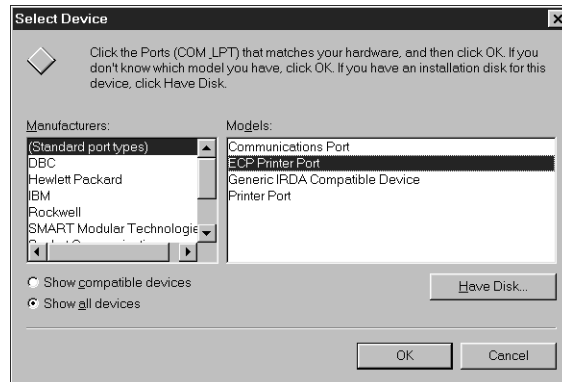 Select Device
Click the Ports (COM_LPT) that matches your hardware, and then click OK. If you
don't know which model you have, click OK. If you have an installation disk for this
device, click Have Disk.
Manufacturers:
(Standard port types)
DBC
Hewlett Packard
IBM
Rockwell
SMART Modular Technologie
Models:
Communications Port
ECP Printer Port
Generic IRDA Compatible Device
Printer Port
Show compatible devices
Show all devices
Have Disk...
OK
Cancel